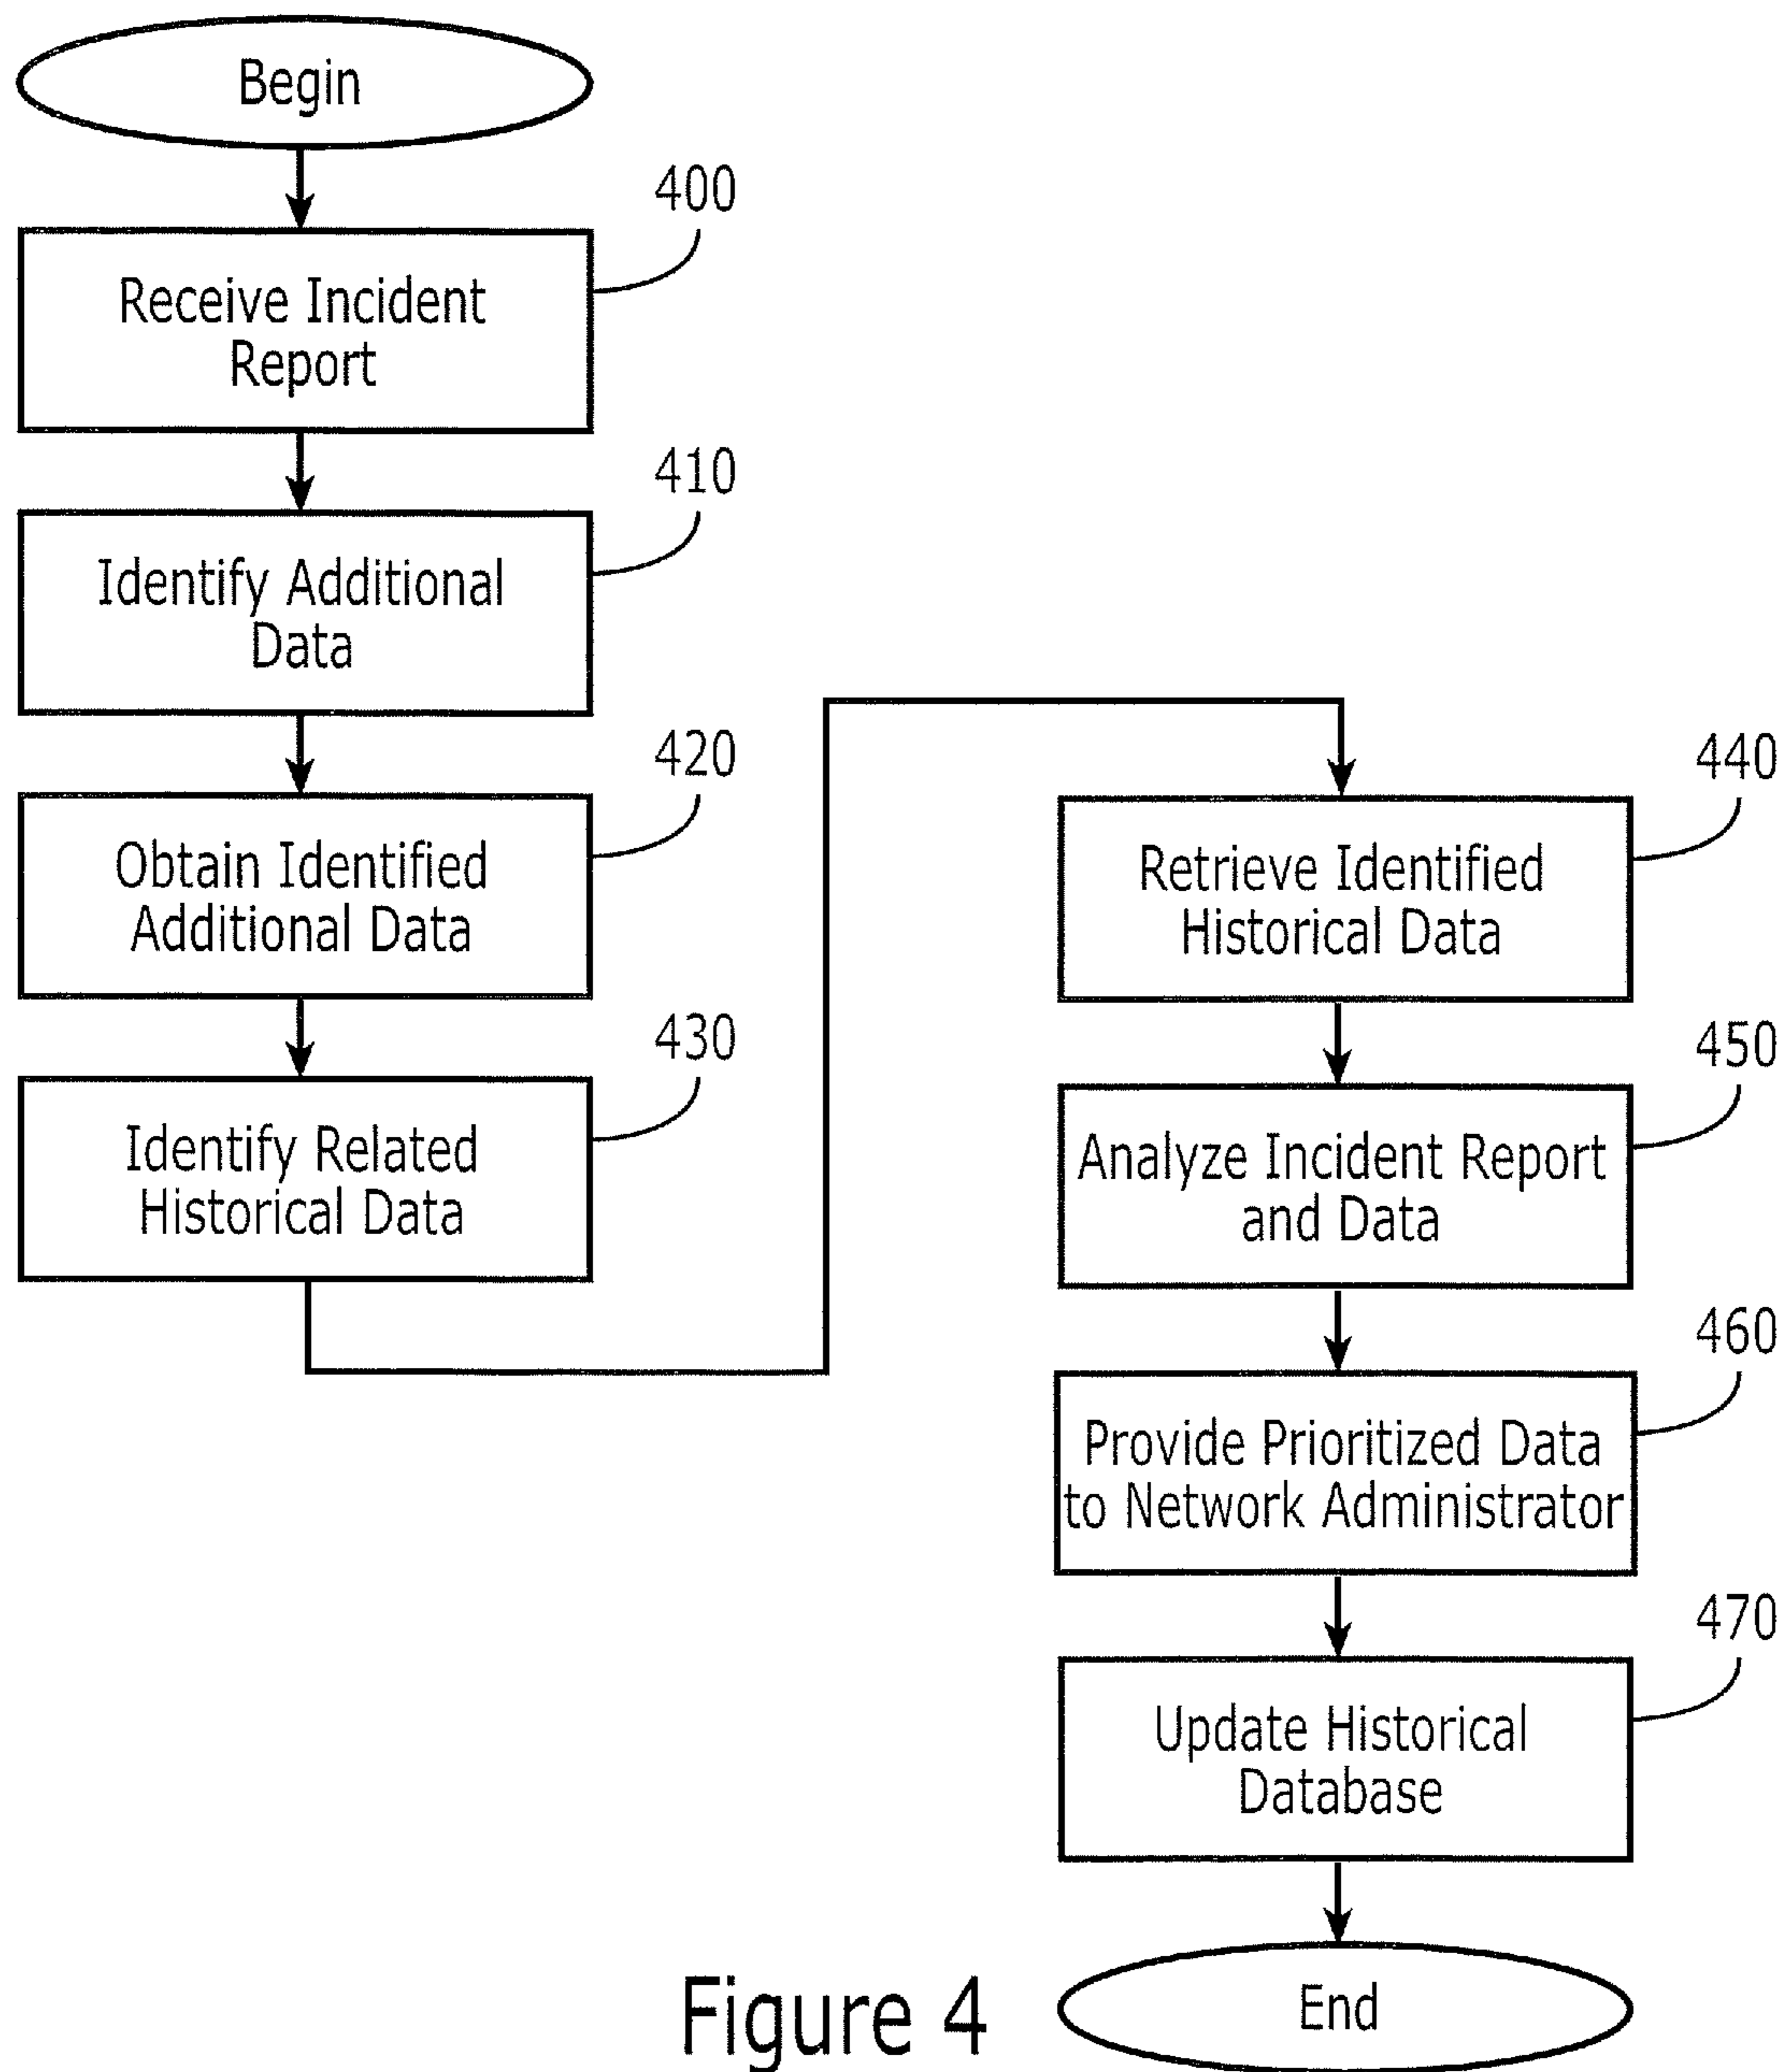 Begin
400
Receive Incident
Report
410
Identify Additional
Data
420
Obtain Identified
Additional Data
430
Identify Related
Historical Data
440
Retrieve Identified
Historical Data
450
Analyze Incident Report
and Data
460
Provide Prioritized Data
to Network Administrator
470
Update Historical
Database
End
Figure 4